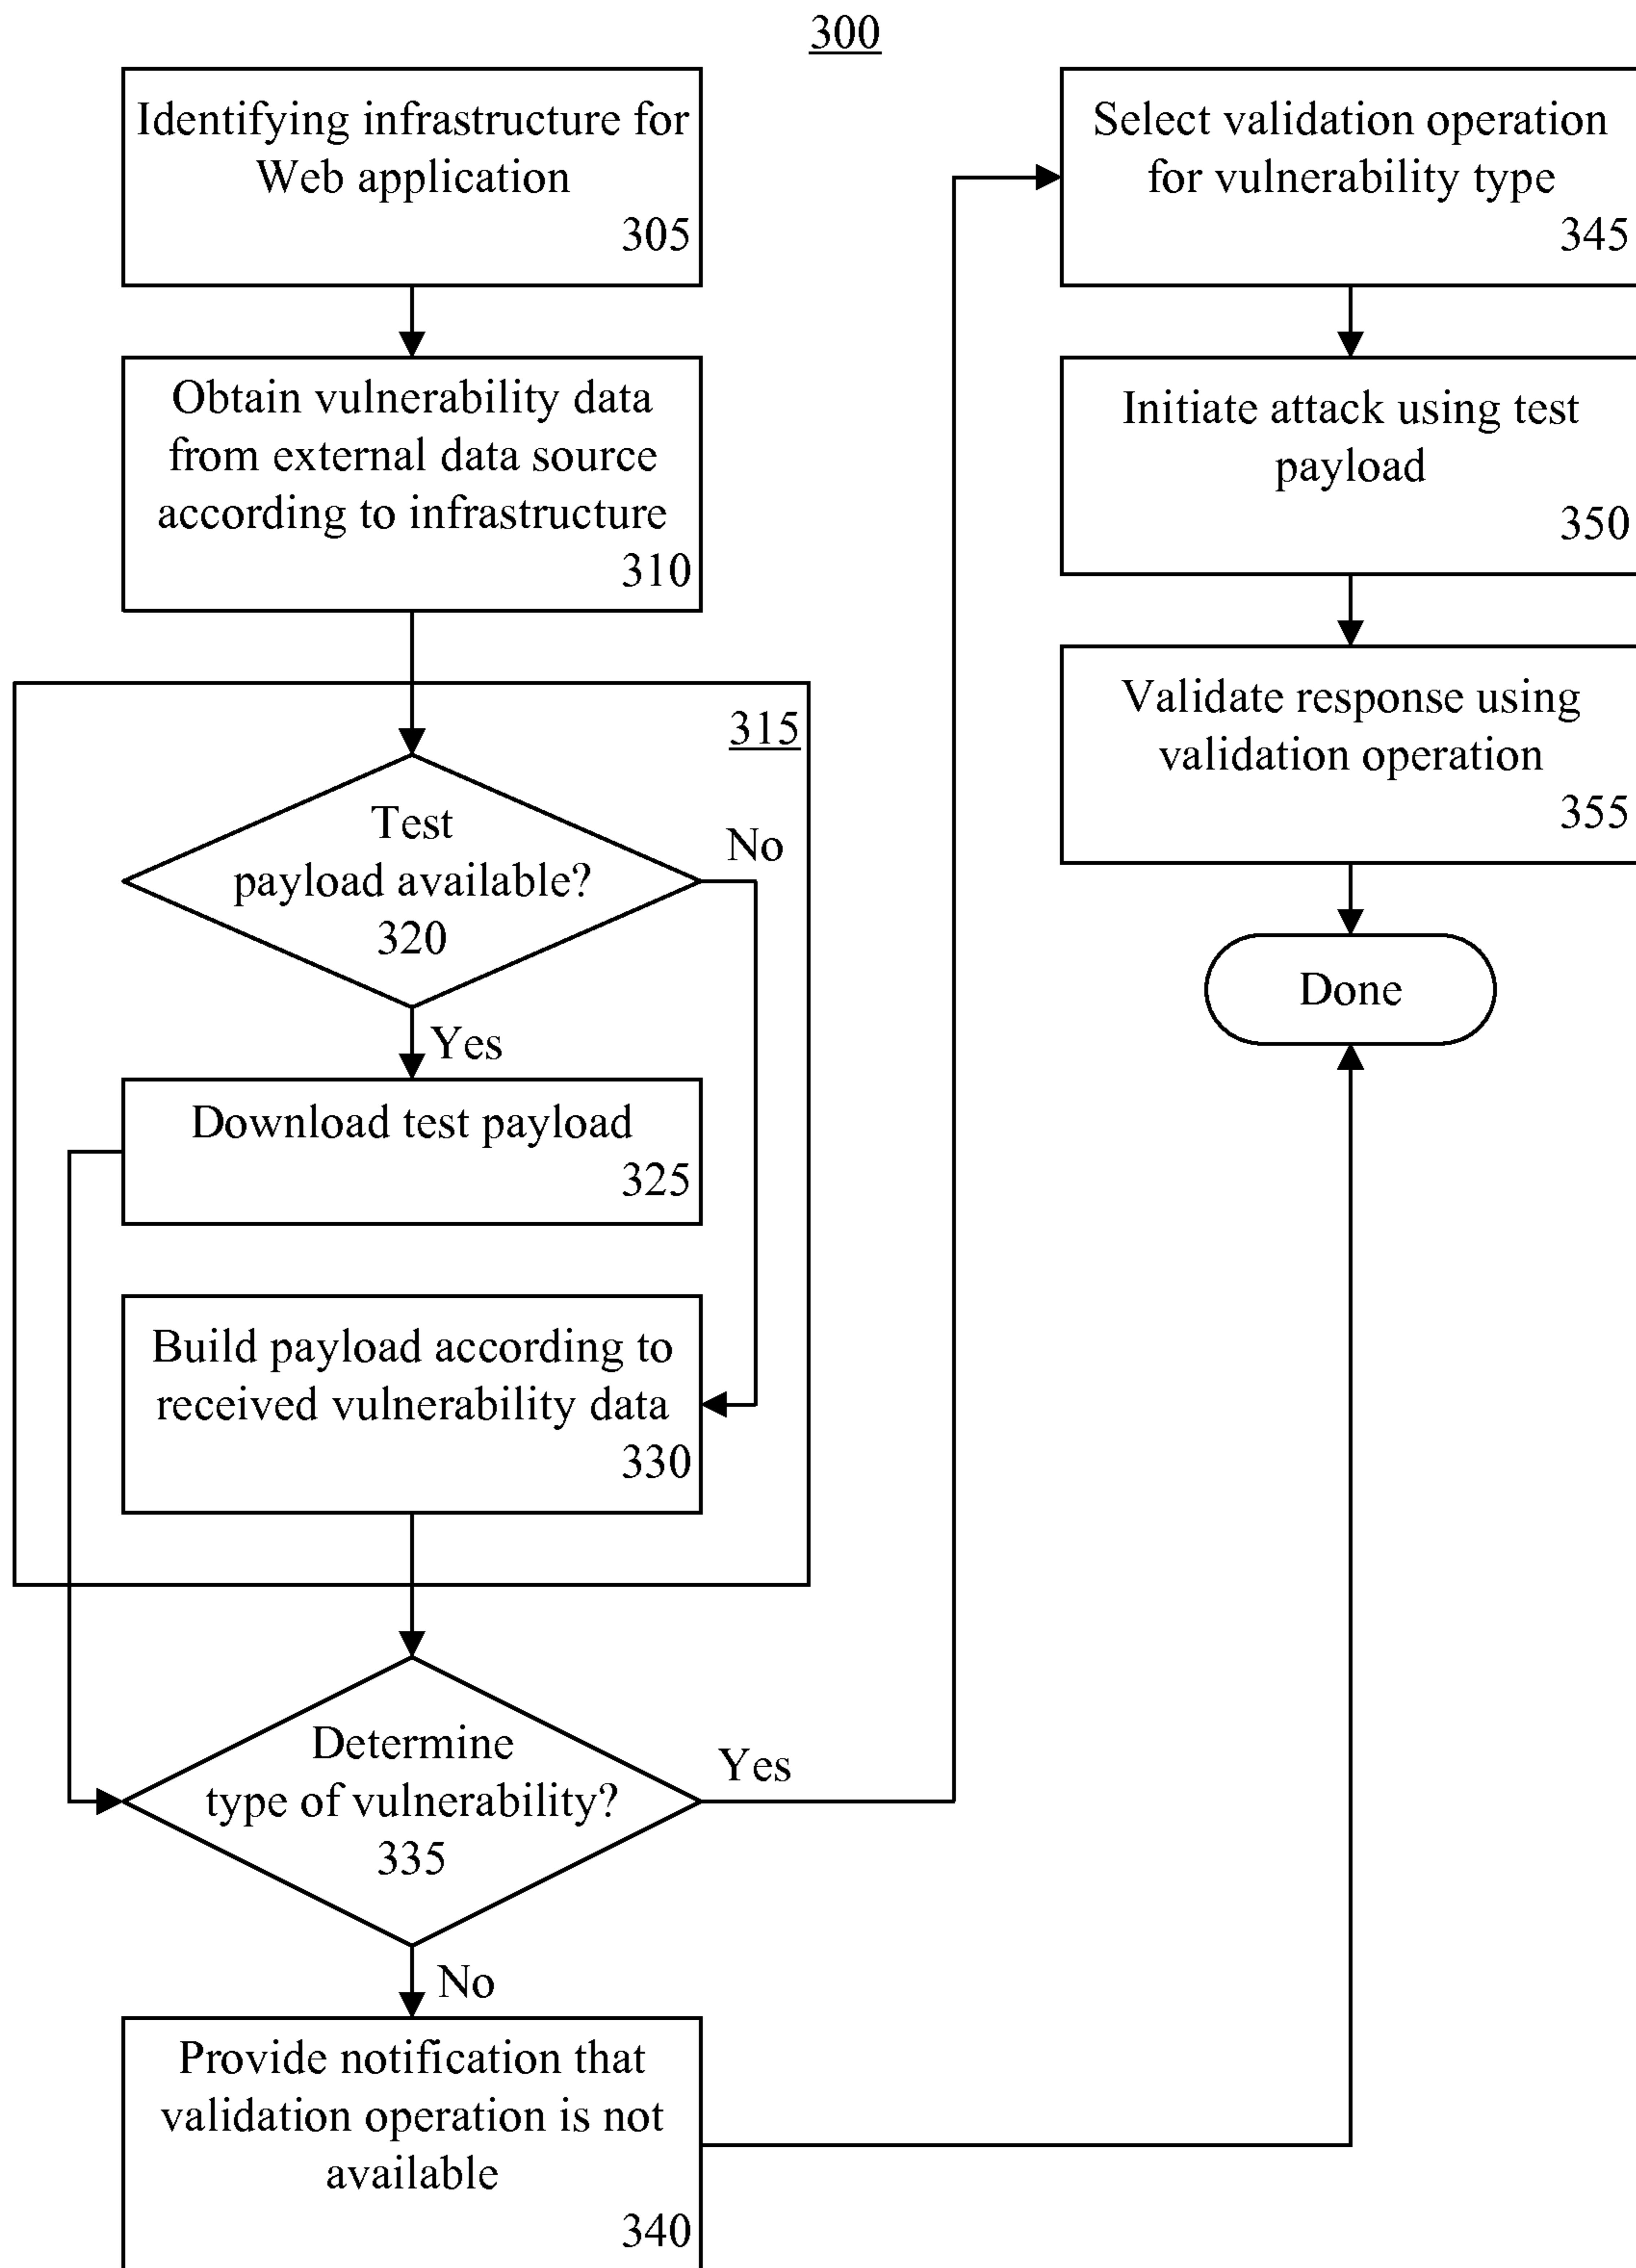 300
Identifying infrastructure for
Web application
305
Obtain vulnerability data
from external data source
according to infrastructure
310
315
Test
payload available?
320
No
Yes
Download test payload
325
Build payload according to
received vulnerability data
330
Determine
type of vulnerability?
335
Yes
No
Provide notification that
validation operation is not
available
340
Select validation operation
for vulnerability type
345
Initiate attack using test
payload
350
Validate response using
validation operation
355
Done